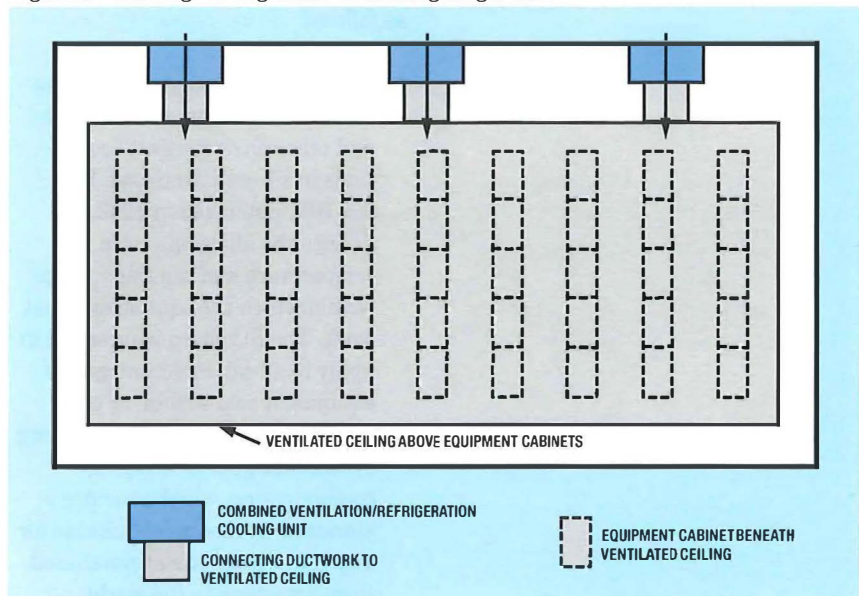 VENTILATED CEILING ABOVE EQUIPMENT CABINETS
COMBINED VENTILATION/REFRIGERATION
COOLING UNIT
CONNECTING DUCTWORK TO
VENTILATED CEILING
EQUIPMENT CABINET BENEATH
VENTILATED CEILING